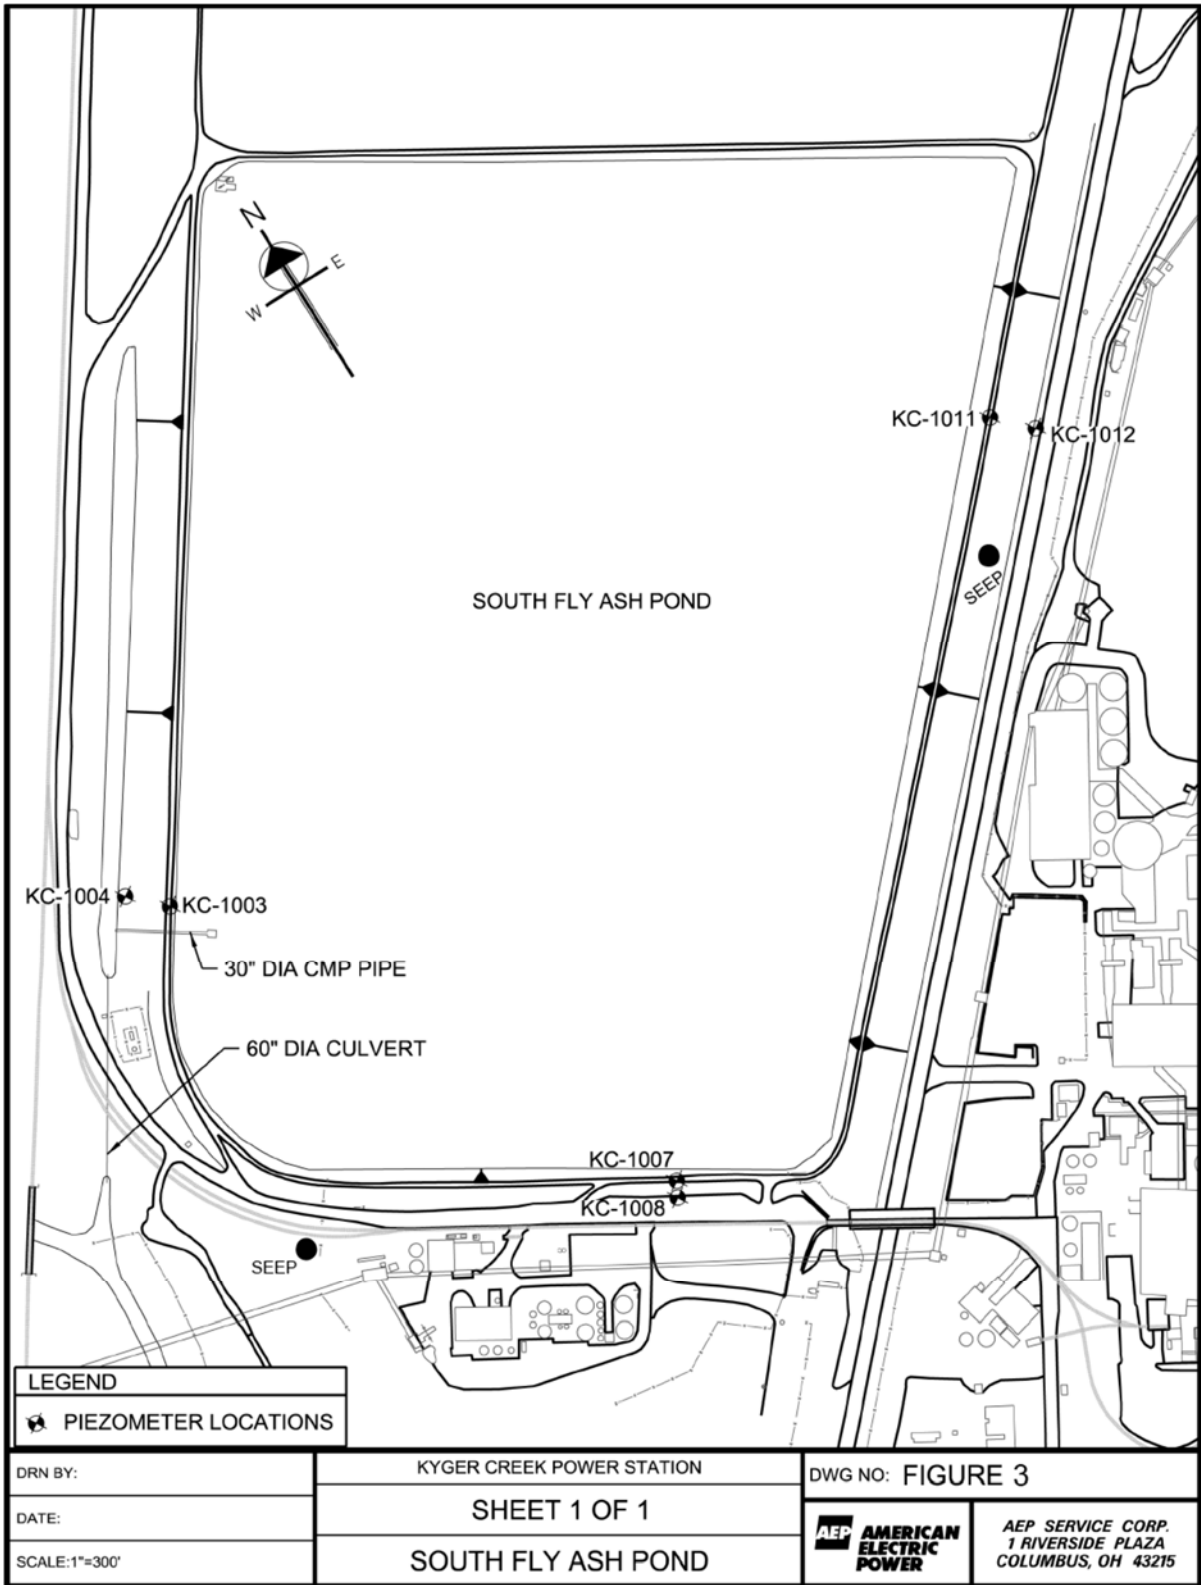 N
E
W
KC-1011
KC-1012
SOUTH FLY ASH POND
SEEP
KC-1004
KC-1003
30" DIA CMP PIPE
60" DIA CULVERT
KC-1007
KC-1008
SEEP
LEGEND
PIEZOMETER LOCATIONS
DRN BY:
DATE:
SCALE:1"=300'
KYGER CREEK POWER STATION
SHEET 1 OF 1
SOUTH FLY ASH POND
DWG NO: FIGURE 3
AEP AMERICAN
ELECTRIC
POWER
AEP SERVICE CORP.
1 RIVERSIDE PLAZA
COLUMBUS, OH 43215